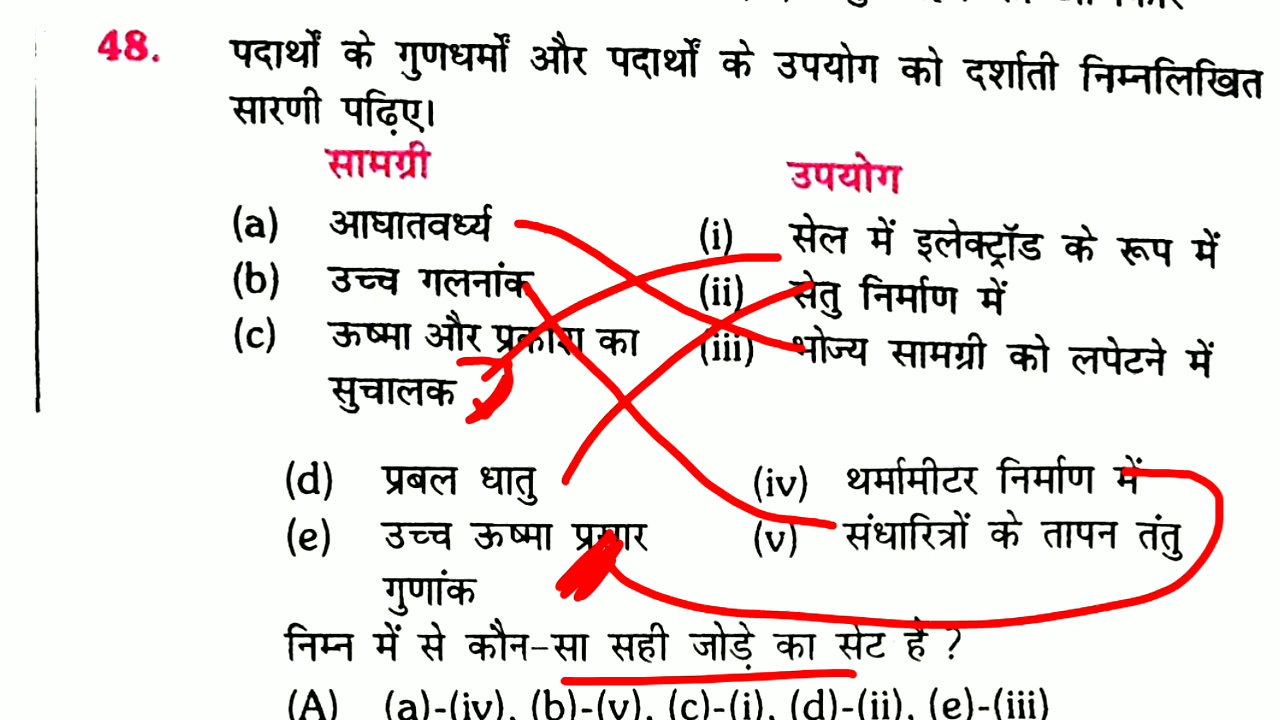 48. पदार्थों के गुणधर्मों और पदार्थों के उपयोग को दर्शाती निम्नलिखित
सारणी पढ़िए।
सामग्री उपयोग
(a) आघातवर्ध्य (i) सेल में इलेक्ट्रॉड के रूप में
(b) उच्च गलनांक (ii) सेतु निर्माण में
(c) ऊष्मा और प्रकाश का (iii) भोज्य सामग्री को लपेटने में
सुचालक
(d) प्रबल धातु (iv) थर्मामीटर निर्माण में
(e) उच्च ऊष्मा प्रसार (v) संधारित्रों के तापन तंतु
गुणांक
निम्न में से कौन-सा सही जोड़े का सेट है ?
(A) (a)-(iv), (b)-(v), (c)-(i), (d)-(ii), (e)-(iii)